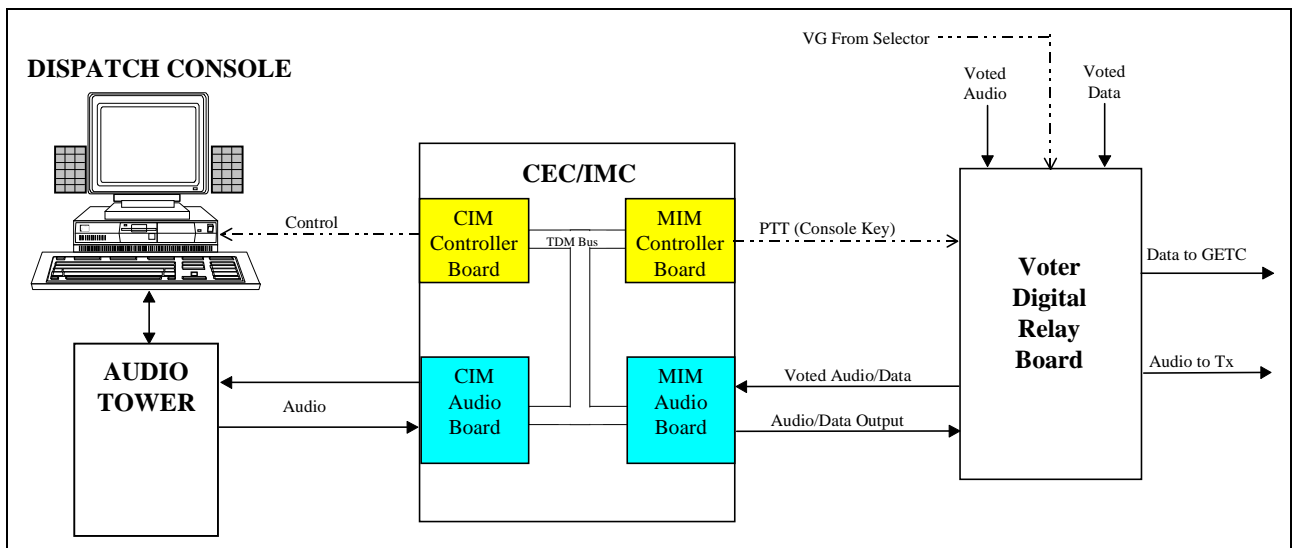 VG From Selector
DISPATCH CONSOLE
Voted
Audio
Voted
Data
CEC/IMC
Control
CIM
Controller
Board
TDM Bus
MIM
Controller
Board
PTT (Console Key)
Voter
Digital
Relay
Board
Data to GETC
AUDIO
TOWER
Audio
CIM
Audio
Board
MIM
Audio
Board
Voted Audio/Data
Audio/Data Output
Audio to Tx